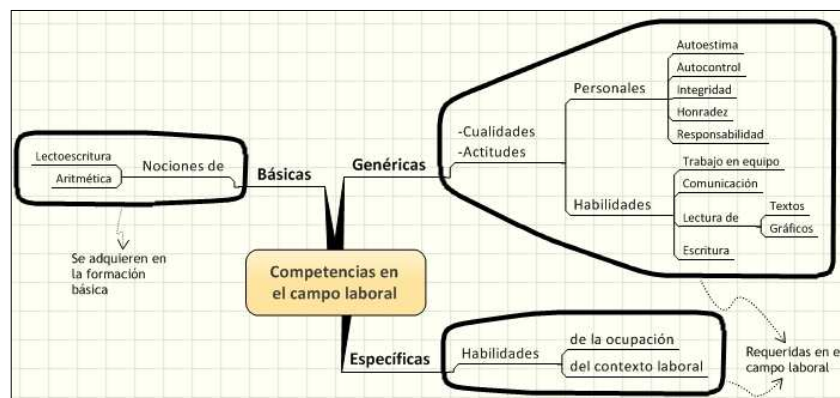 Autoestima
Autocontrol
Personales
Integridad
Honradez
Responsabilidad
-Cualidades
-Actitudes
Genéricas
Trabajo en equipo
Comunicación
Habilidades
Lectura de
Textos
Gráficos
Escritura
Lectoescritura
Aritmética
Nociones de
Básicas
Se adquieren en
la formación
básica
Competencias en
el campo laboral
Específicas
Habilidades
de la ocupación
del contexto laboral
Requeridas en e
campo laboral